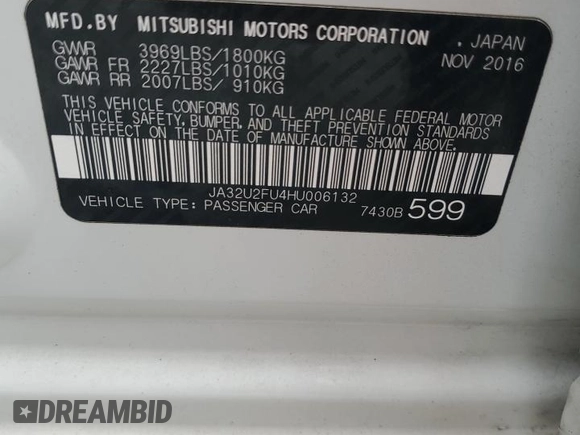 MFD.BY MITSUBISHI MOTORS CORPORATION . JAPAN
GVWR 3969LBS/1800KG NOV 2016
GAWR FR 2227LBS/1010KG
GAWR RR 2007LBS/ 910KG
THIS VEHICLE CONFORMS TO ALL APPLICABLE FEDERAL MOTOR
VEHICLE SAFETY, BUMPER, AND THEFT PREVENTION STANDARDS
IN EFFECT ON THE DATE OF MANUFACTURE SHOWN ABOVE.
JA32U2FU4HU006132
VEHICLE TYPE: PASSENGER CAR 7430B 599
DREAMBID